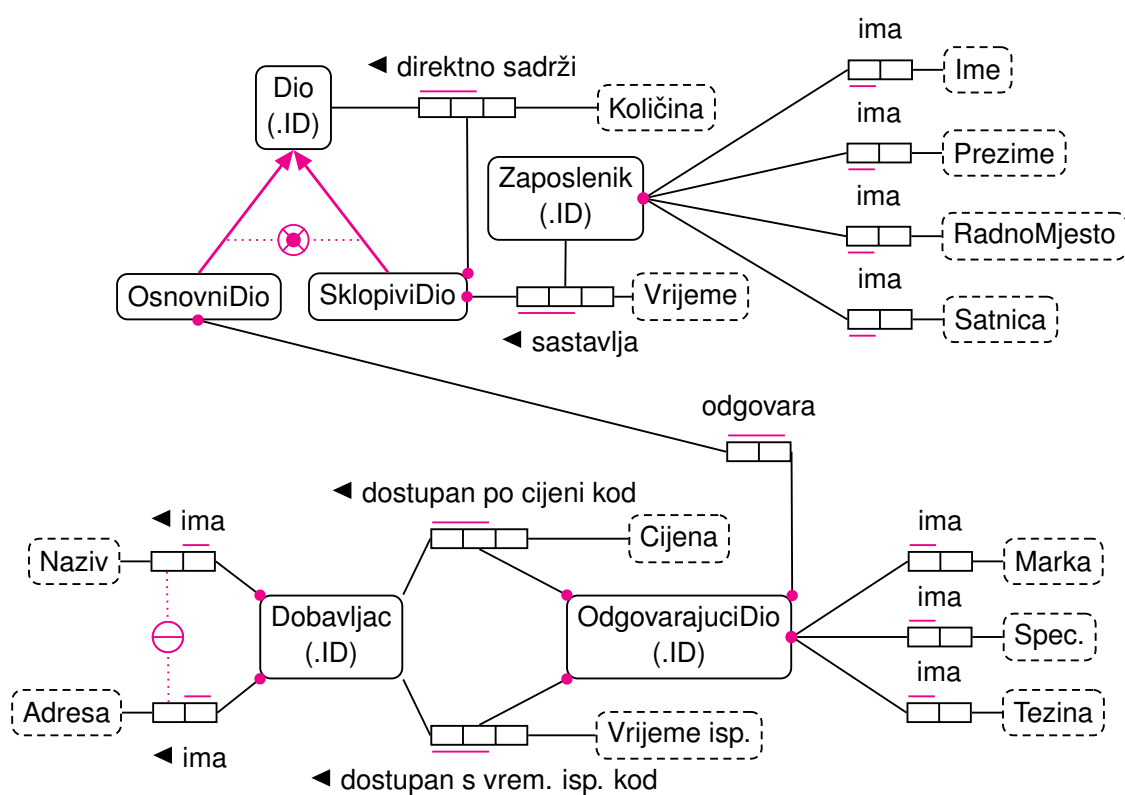 ima
◄ direktno sadrži
Ime
Dio
(.ID)
Količina
ima
Zaposlenik
(.ID)
Prezime
ima
RadnoMjesto
ima
OsnovniDio
SklopiviDio
Vrijeme
Satnica
◄ sastavlja
odgovara
◄ dostupan po cijeni kod
◄ ima
ima
Naziv
Cijena
Marka
ima
Dobavljac
(.ID)
OdgovarajuciDio
(.ID)
Spec.
ima
Adresa
Vrijeme isp.
Tezina
◄ ima
◄ dostupan s vrem. isp. kod